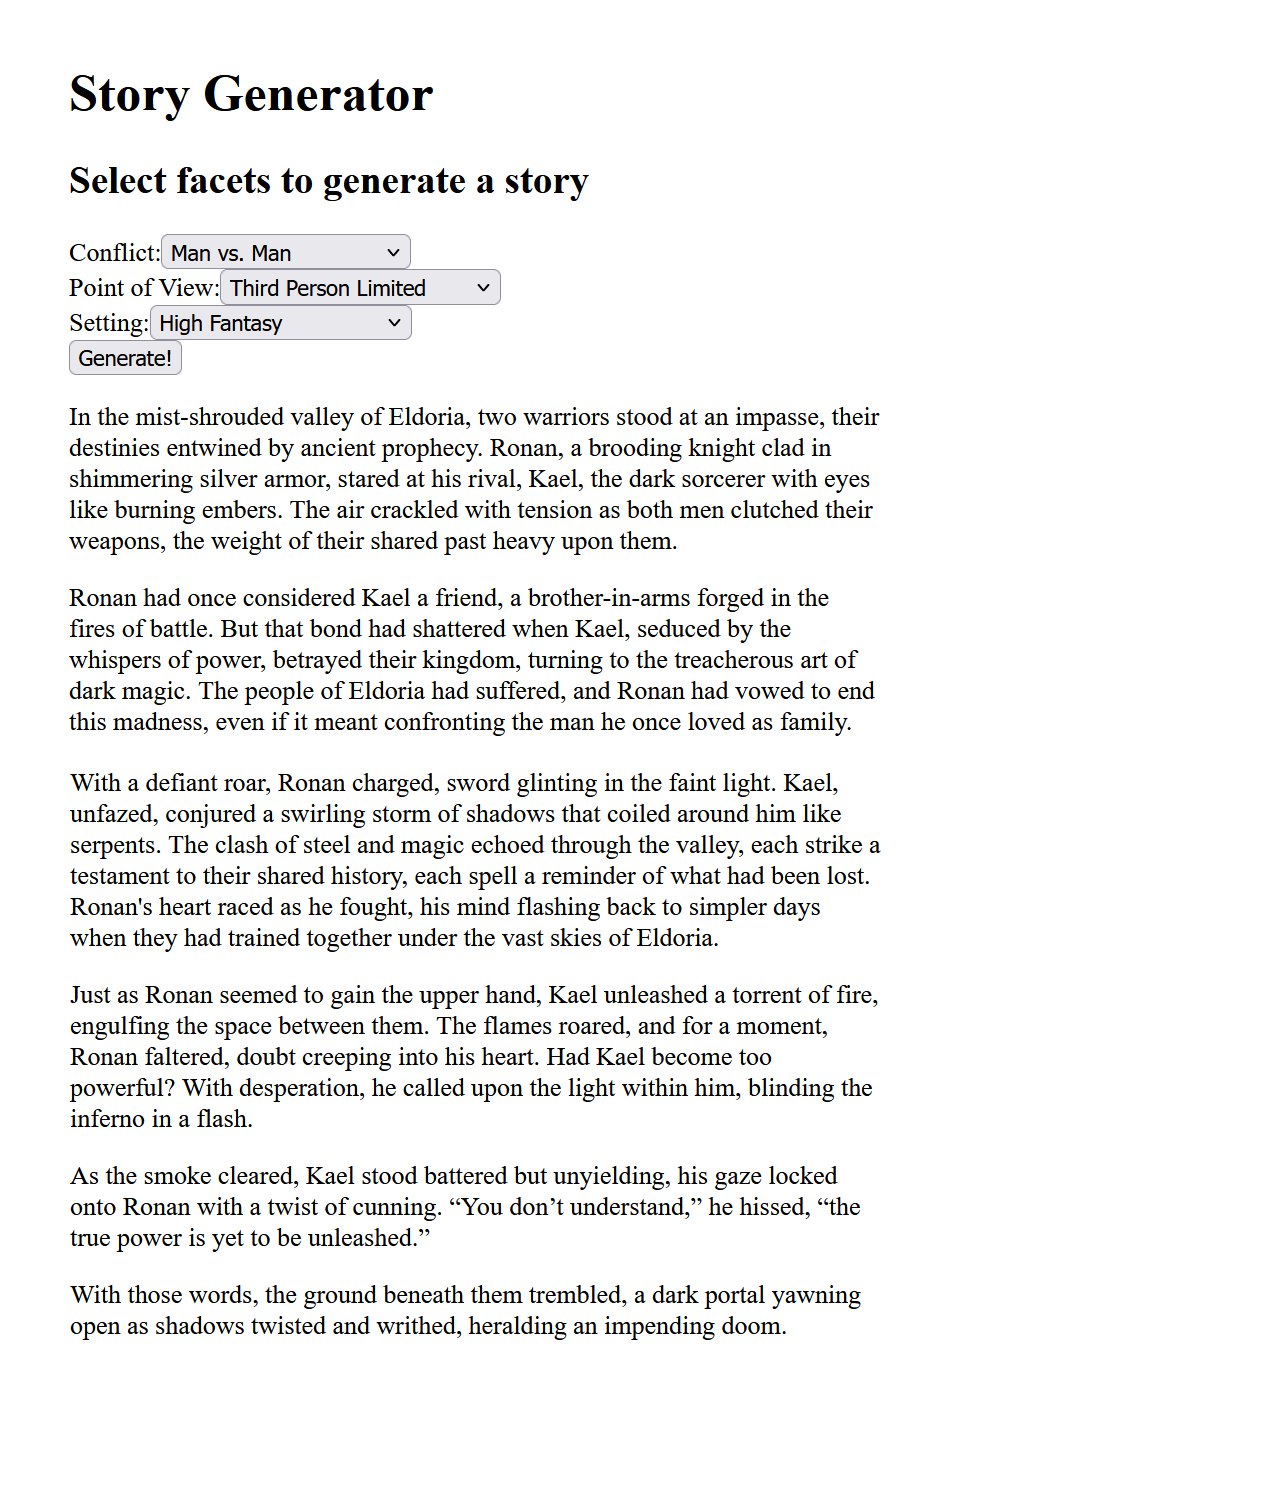 Story Generator
Select facets to generate a story
Conflict: Man vs. Man
Point of View: Third Person Limited
Setting: High Fantasy
Generate!
In the mist-shrouded valley of Eldoria, two warriors stood at an impasse, their
destinies entwined by ancient prophecy. Ronan, a brooding knight clad in
shimmering silver armor, stared at his rival, Kael, the dark sorcerer with eyes
like burning embers. The air crackled with tension as both men clutched their
weapons, the weight of their shared past heavy upon them.
Ronan had once considered Kael a friend, a brother-in-arms forged in the
fires of battle. But that bond had shattered when Kael, seduced by the
whispers of power, betrayed their kingdom, turning to the treacherous art of
dark magic. The people of Eldoria had suffered, and Ronan had vowed to end
this madness, even if it meant confronting the man he once loved as family.
With a defiant roar, Ronan charged, sword glinting in the faint light. Kael,
unfazed, conjured a swirling storm of shadows that coiled around him like
serpents. The clash of steel and magic echoed through the valley, each strike a
testament to their shared history, each spell a reminder of what had been lost.
Ronan's heart raced as he fought, his mind flashing back to simpler days
when they had trained together under the vast skies of Eldoria.
Just as Ronan seemed to gain the upper hand, Kael unleashed a torrent of fire,
engulfing the space between them. The flames roared, and for a moment,
Ronan faltered, doubt creeping into his heart. Had Kael become too
powerful? With desperation, he called upon the light within him, blinding the
inferno in a flash.
As the smoke cleared, Kael stood battered but unyielding, his gaze locked
onto Ronan with a twist of cunning. “You don’t understand,” he hissed, “the
true power is yet to be unleashed.”
With those words, the ground beneath them trembled, a dark portal yawning
open as shadows twisted and writhed, heralding an impending doom.